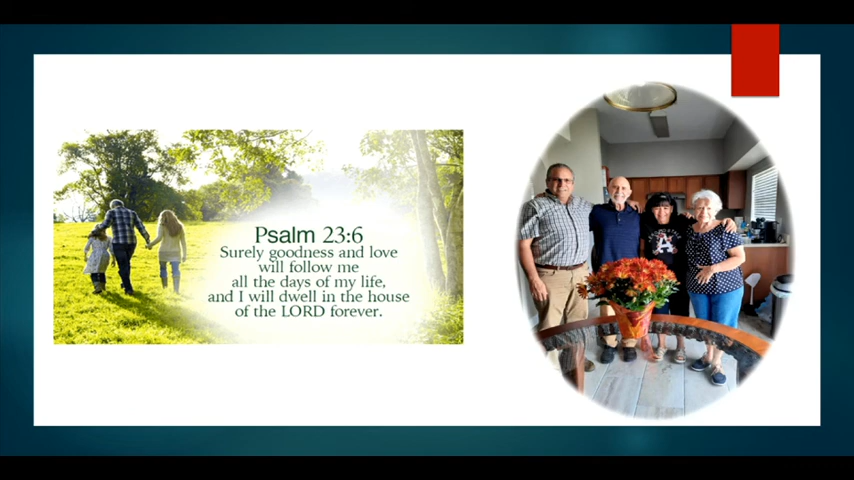 Psalm 23:6
Surely goodness and love
will follow me
all the days of my life,
and I will dwell in the house
of the LORD forever.
A